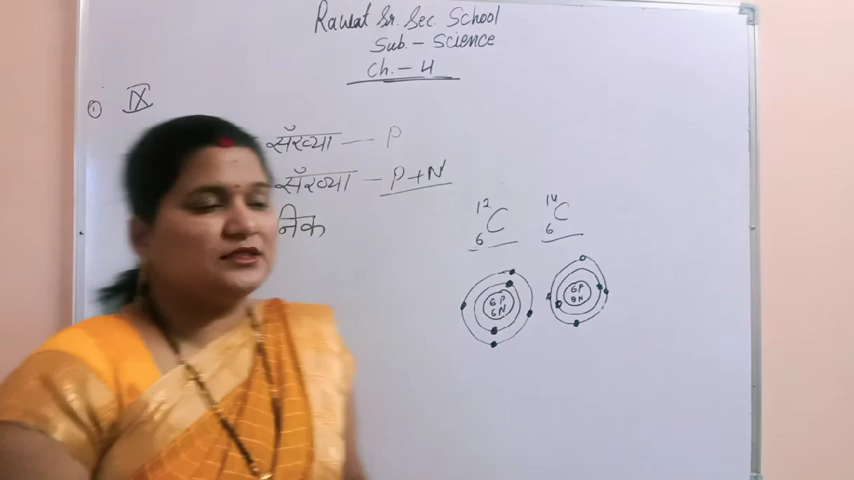 Rawat Sr. Sec. School
Sub. - Science
Ch. - 4
① IX
सँख्या — P
सँख्या — P+N
निक
12 C 6
14 C 6
6P
6N
6P
8N